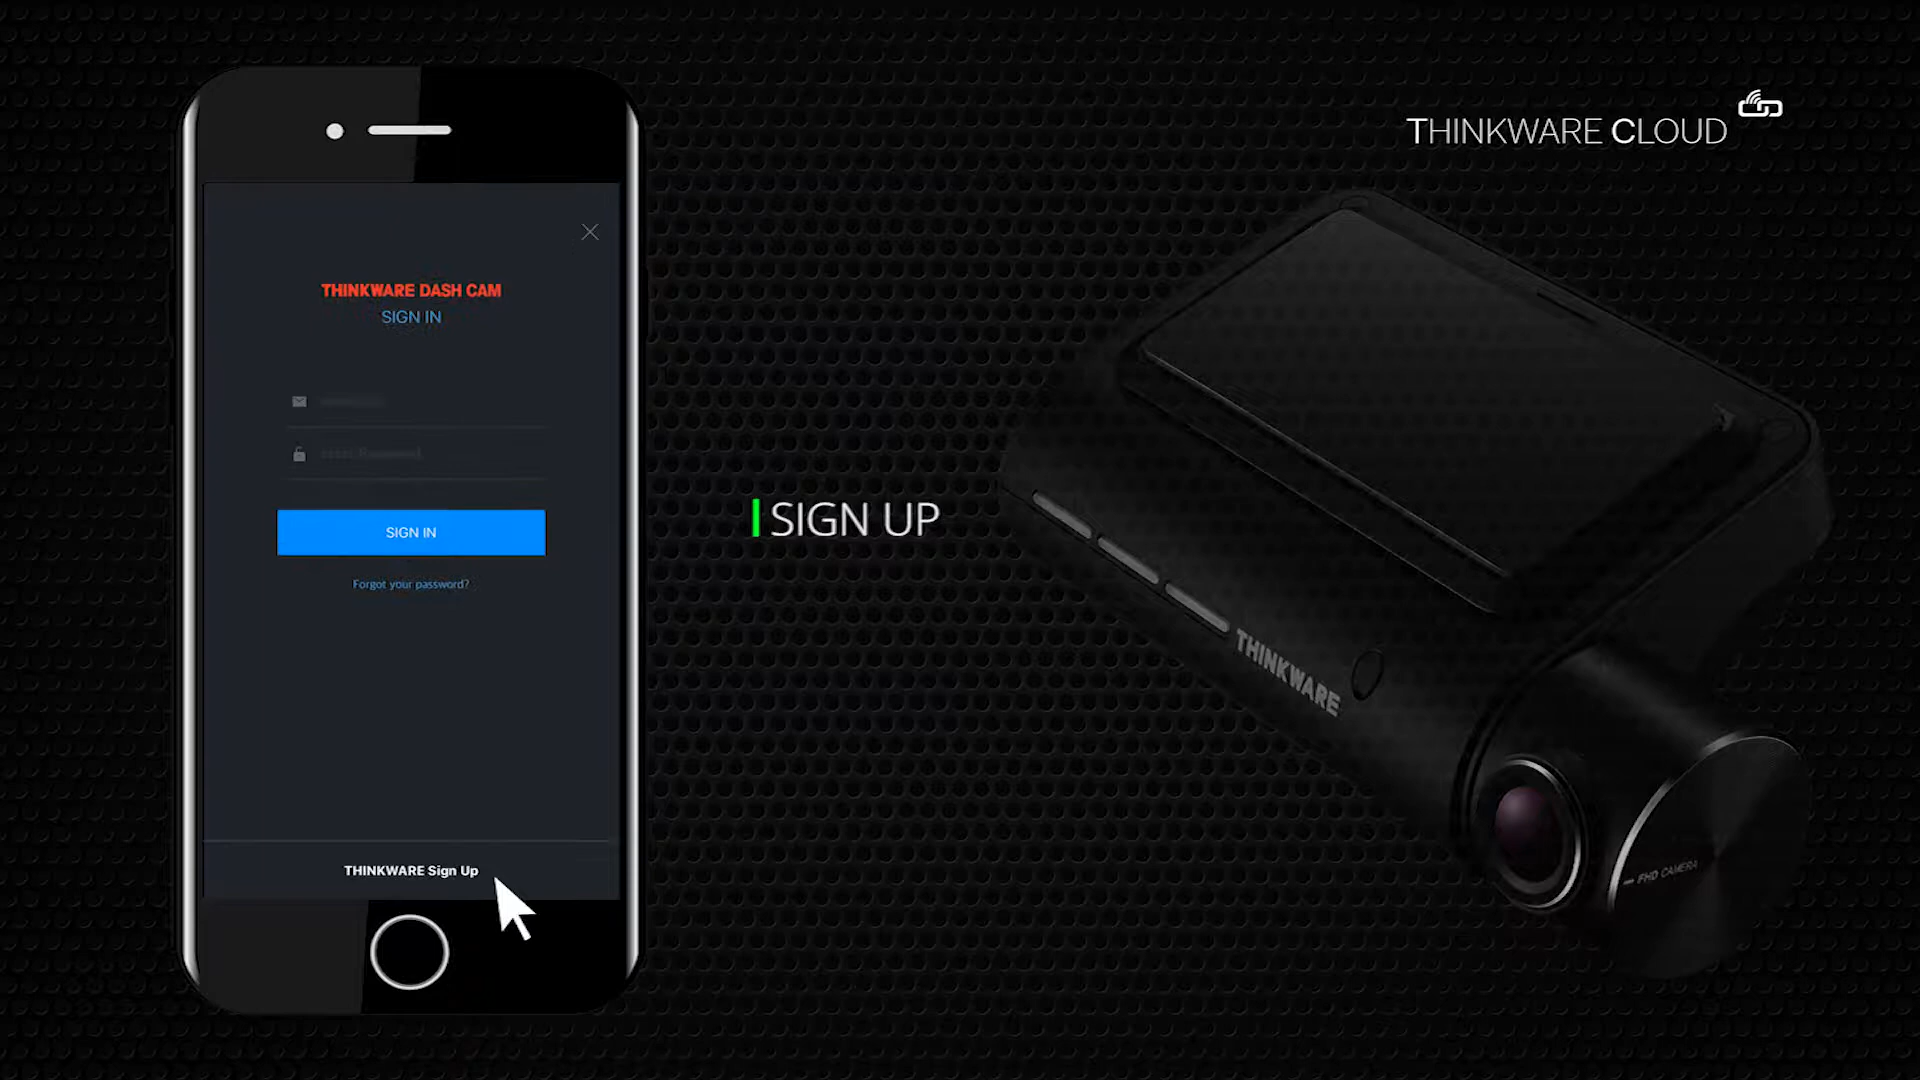 THINKWARE CLOUD
THINKWARE DASH CAM
SIGN IN
SIGN IN
Forgot your password?
THINKWARE Sign Up
SIGN UP
THINKWARE
FHD CAMERA